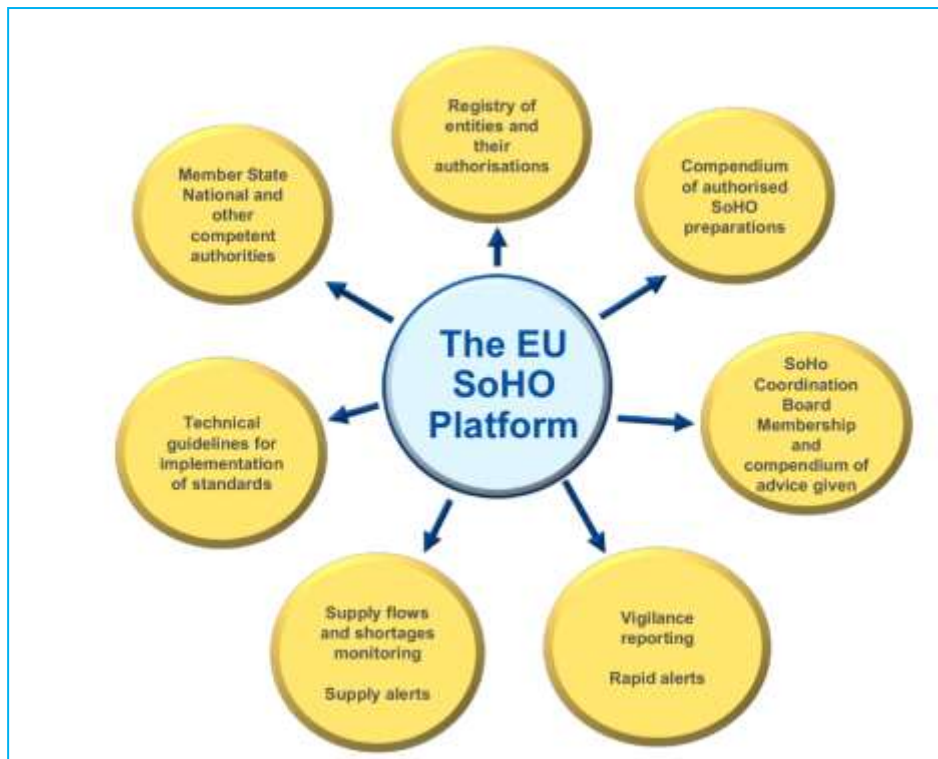 Registry of
entities and
their
authorisations
Member State
National and
other
competent
authorities
Compendium
of authorised
SoHO
preparations
The EU
SoHO
Platform
SoHo
Coordination
Board
Membership
and
compendium of
advice given
Technical
guidelines for
implementation
of standards
Supply flows
and shortages
monitoring
Supply alerts
Vigilance
reporting
Rapid alerts